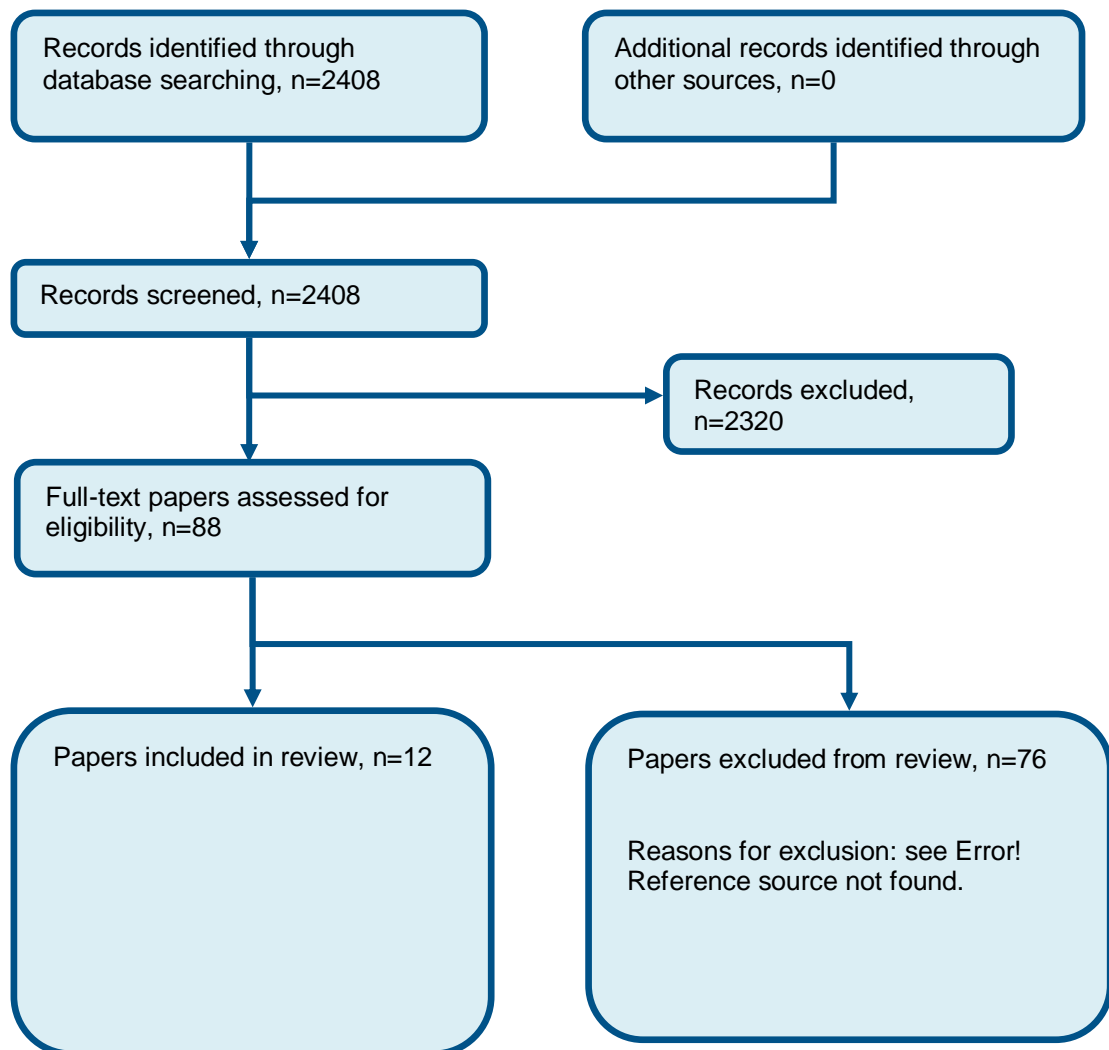 Records identified through
database searching, n=2408
Additional records identified through
other sources, n=0
Records screened, n=2408
Records excluded,
n=2320
Full-text papers assessed for
eligibility, n=88
Papers included in review, n=12
Papers excluded from review, n=76
Reasons for exclusion: see Error!
Reference source not found.